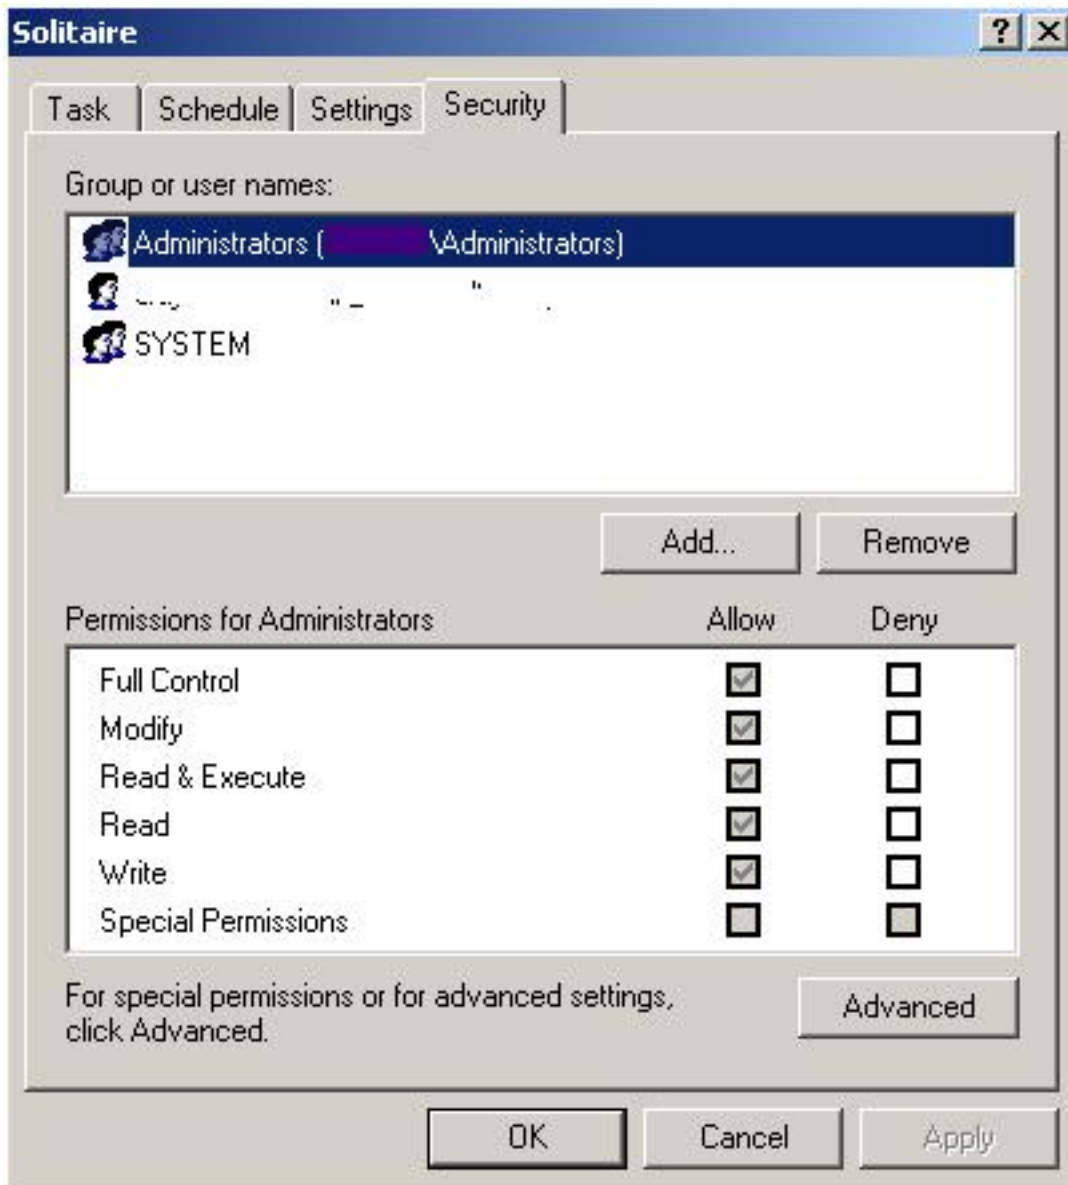 Solitaire
Task Schedule Settings Security
Group or user names:
Administrators ( \Administrators)
SYSTEM
Add... Remove
Permissions for Administrators Allow Deny
Full Control
Modify
Read & Execute
Read
Write
Special Permissions
For special permissions or for advanced settings,
click Advanced.
Advanced
OK Cancel Apply